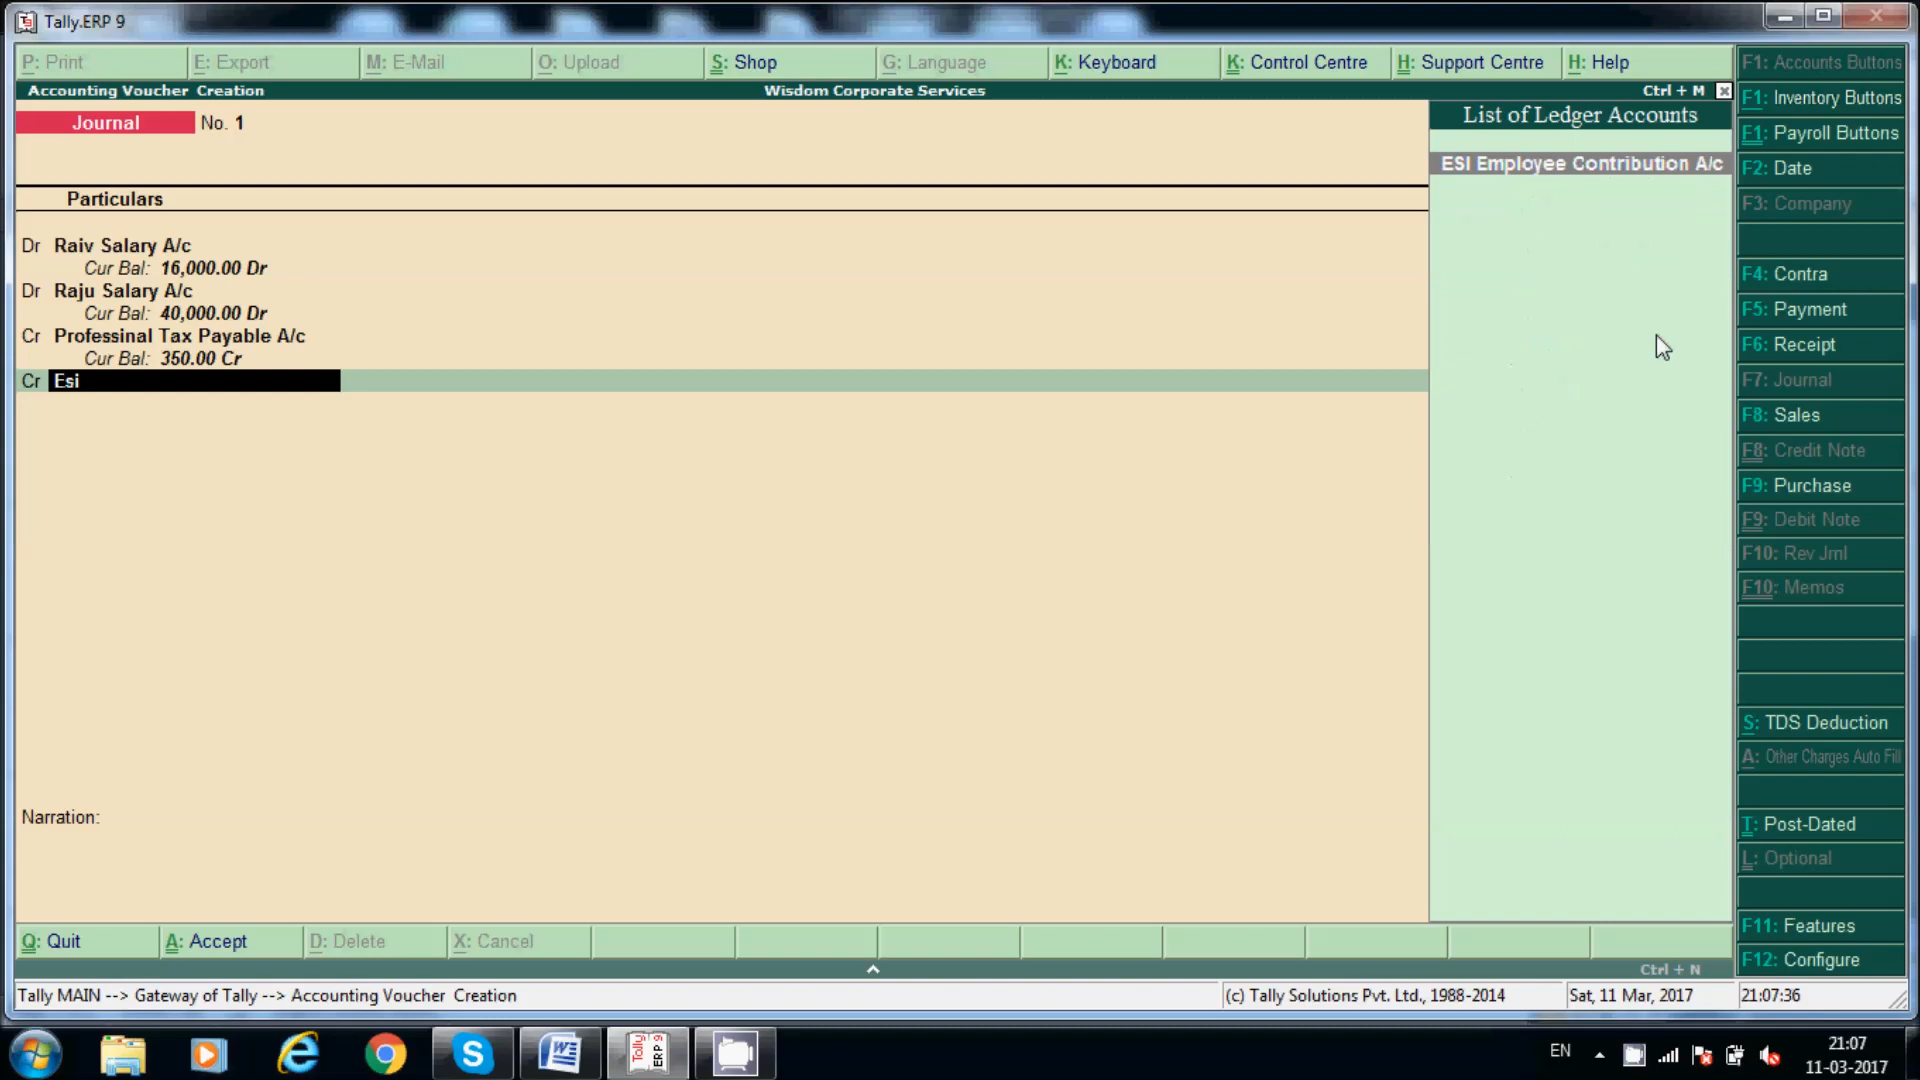 Tally.ERP 9
P: Print
E: Export
M: E-Mail
O: Upload
S: Shop
G: Language
K: Keyboard
K: Control Centre
H: Support Centre
H: Help
Accounting Voucher Creation
Wisdom Corporate Services
Ctrl + M
Journal
No. 1
Particulars
Dr Raiv Salary A/c
Cur Bal: 16,000.00 Dr
Dr Raju Salary A/c
Cur Bal: 40,000.00 Dr
Cr Professinal Tax Payable A/c
Cur Bal: 350.00 Cr
Cr Esi
Narration:
List of Ledger Accounts
ESI Employee Contribution A/c
F1: Accounts Buttons
F1: Inventory Buttons
F1: Payroll Buttons
F2: Date
F3: Company
F4: Contra
F5: Payment
F6: Receipt
F7: Journal
F8: Sales
F8: Credit Note
F9: Purchase
F9: Debit Note
F10: Rev Jrnl
F10: Memos
S: TDS Deduction
A: Other Charges Auto Fill
T: Post-Dated
L: Optional
F11: Features
F12: Configure
Q: Quit
A: Accept
D: Delete
X: Cancel
Ctrl + N
Tally MAIN --> Gateway of Tally --> Accounting Voucher Creation
(c) Tally Solutions Pvt. Ltd., 1988-2014
Sat, 11 Mar, 2017
21:07:36
Tally
ERP 9
EN
21:07
11-03-2017